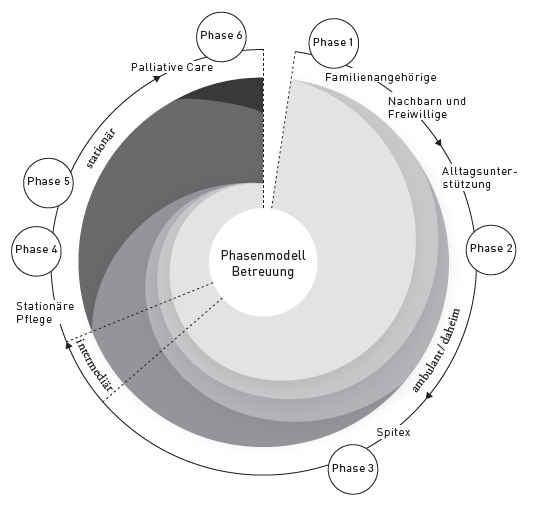 Phase 6
Phase 1
Palliative Care
Familienangehörige
Nachbarn und
Freiwillige
stationär
Alltagsunter-
stützung
Phase 5
Phase 4
Phase 2
Phasenmodell
Betreuung
Stationäre
Pflege
intermediär
ambulant / daheim
Spitex
Phase 3